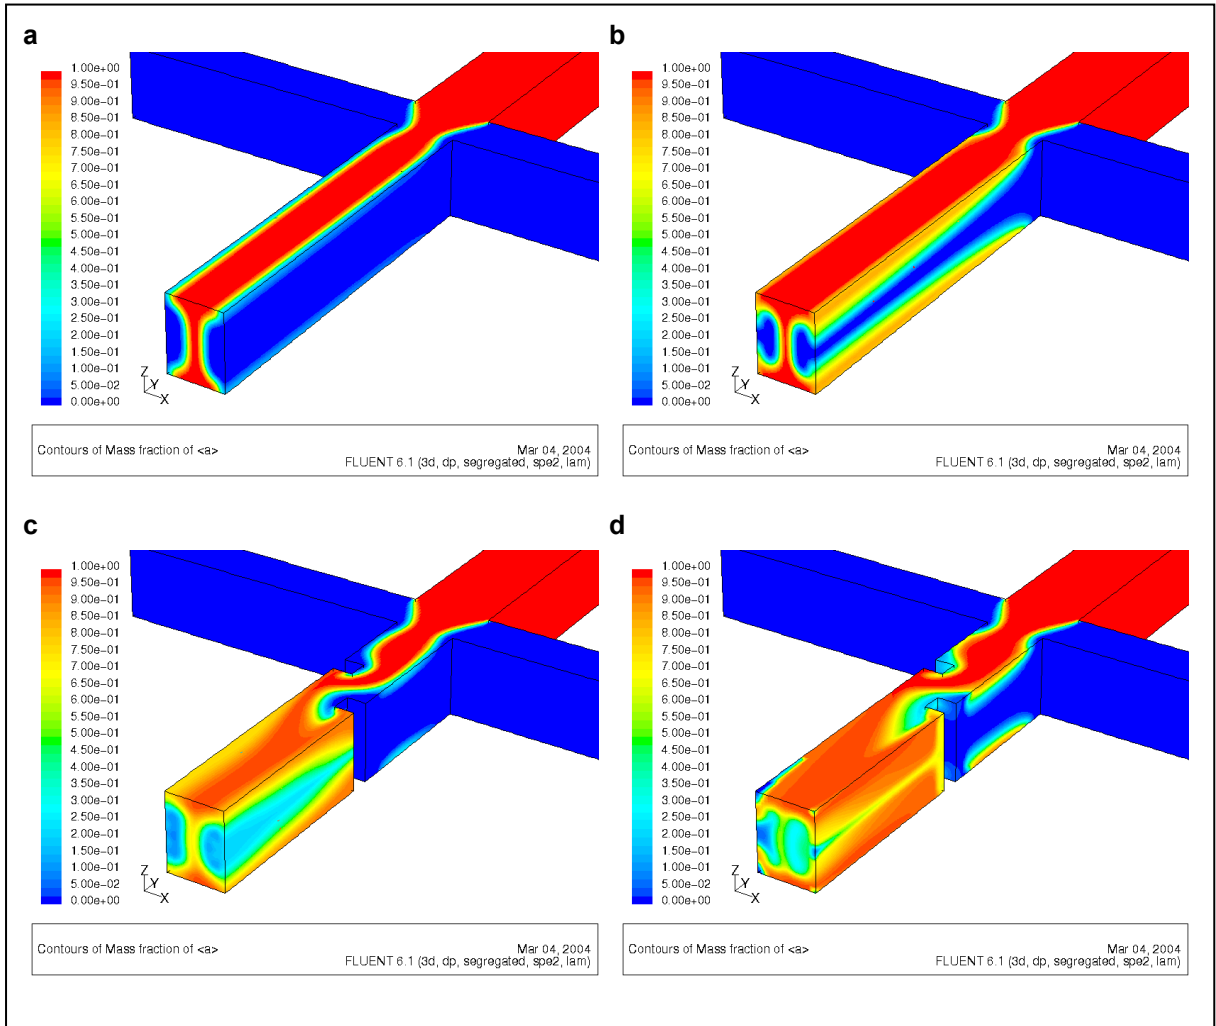 a
1.00e+00
9.50e-01
9.00e-01
8.50e-01
8.00e-01
7.50e-01
7.00e-01
6.50e-01
6.00e-01
5.50e-01
5.00e-01
4.50e-01
4.00e-01
3.50e-01
3.00e-01
2.50e-01
2.00e-01
1.50e-01
1.00e-01
5.00e-02
0.00e+00
Z
Y
X
Contours of Mass fraction of <a> Mar 04, 2004
FLUENT 6.1 (3d, dp, segregated, spe2, lam)
b
1.00e+00
9.50e-01
9.00e-01
8.50e-01
8.00e-01
7.50e-01
7.00e-01
6.50e-01
6.00e-01
5.50e-01
5.00e-01
4.50e-01
4.00e-01
3.50e-01
3.00e-01
2.50e-01
2.00e-01
1.50e-01
1.00e-01
5.00e-02
0.00e+00
Z
Y
X
Contours of Mass fraction of <a> Mar 04, 2004
FLUENT 6.1 (3d, dp, segregated, spe2, lam)
c
1.00e+00
9.50e-01
9.00e-01
8.50e-01
8.00e-01
7.50e-01
7.00e-01
6.50e-01
6.00e-01
5.50e-01
5.00e-01
4.50e-01
4.00e-01
3.50e-01
3.00e-01
2.50e-01
2.00e-01
1.50e-01
1.00e-01
5.00e-02
0.00e+00
Z
Y
X
Contours of Mass fraction of <a> Mar 04, 2004
FLUENT 6.1 (3d, dp, segregated, spe2, lam)
d
1.00e+00
9.50e-01
9.00e-01
8.50e-01
8.00e-01
7.50e-01
7.00e-01
6.50e-01
6.00e-01
5.50e-01
5.00e-01
4.50e-01
4.00e-01
3.50e-01
3.00e-01
2.50e-01
2.00e-01
1.50e-01
1.00e-01
5.00e-02
0.00e+00
Z
Y
X
Contours of Mass fraction of <a> Mar 04, 2004
FLUENT 6.1 (3d, dp, segregated, spe2, lam)